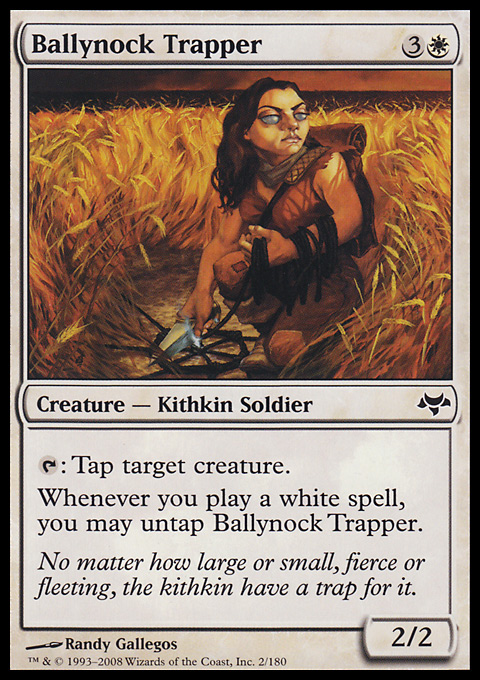 Ballynock Trapper 3
Creature — Kithkin Soldier
: Tap target creature.
Whenever you play a white spell,
you may untap Ballynock Trapper.
No matter how large or small, fierce or
fleeting, the kithkin have a trap for it.
Randy Gallegos
2/2
™ & © 1993–2008 Wizards of the Coast, Inc. 2/180